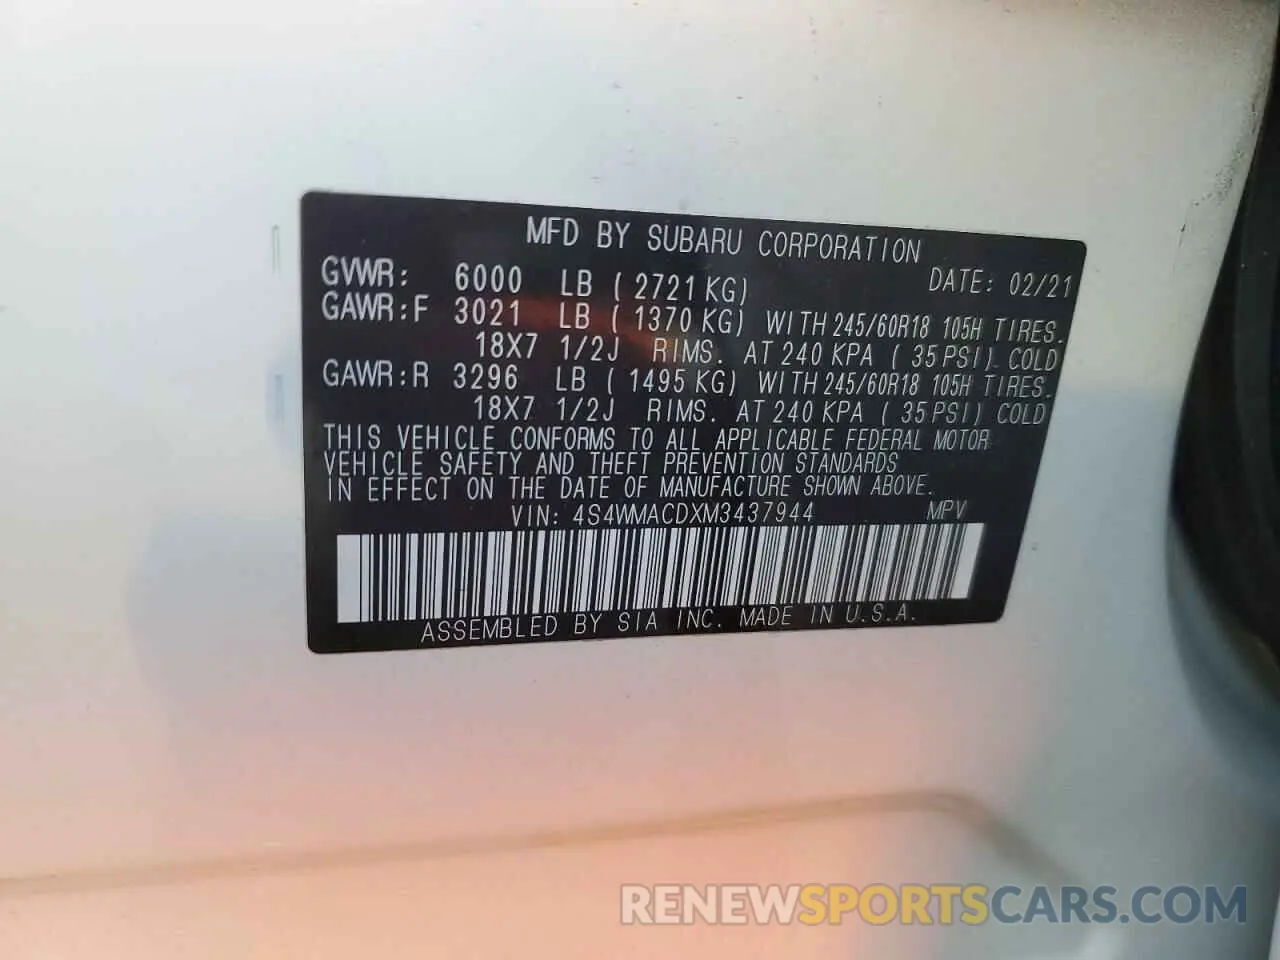 MFD BY SUBARU CORPORATION
GVWR: 6000 LB ( 2721 KG) DATE: 02/21
GAWR:F 3021 LB ( 1370 KG) WITH 245/60R18 105H TIRES.
18X7 1/2J RIMS. AT 240 KPA ( 35 PSI) COLD
GAWR:R 3296 LB ( 1495 KG) WITH 245/60R18 105H TIRES.
18X7 1/2J RIMS. AT 240 KPA ( 35 PSI) COLD
THIS VEHICLE CONFORMS TO ALL APPLICABLE FEDERAL MOTOR
VEHICLE SAFETY AND THEFT PREVENTION STANDARDS
IN EFFECT ON THE DATE OF MANUFACTURE SHOWN ABOVE.
VIN: 4S4WMACDXM3437944 MPV
ASSEMBLED BY SIA INC. MADE IN U.S.A.
RENEWSPORTSCARS.COM